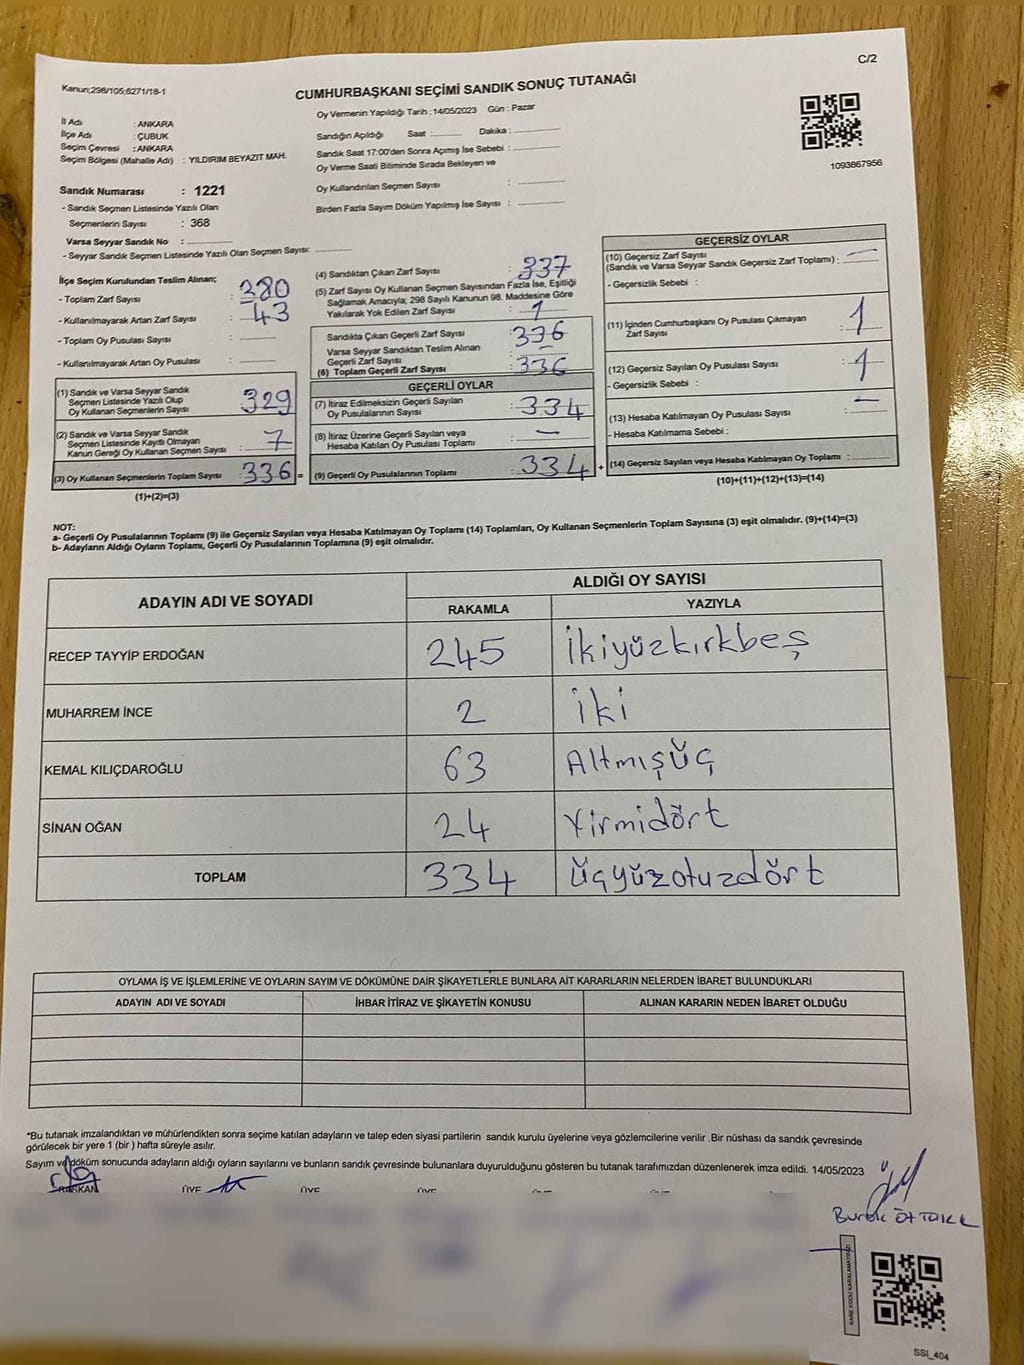 C/2
Kanun;298/105;6271/18-1
CUMHURBAŞKANI SEÇİMİ SANDIK SONUÇ TUTANAĞI
İl Adı : ANKARA
İlçe Adı : ÇUBUK
Seçim Çevresi : ANKARA
Seçim Bölgesi (Mahalle Adı) : YILDIRIM BEYAZIT MAH.
Sandık Numarası : 1221
- Sandık Seçmen Listesinde Yazılı Olan
Seçmenlerin Sayısı : 368
Varsa Seyyar Sandık No : ............
- Seyyar Sandık Seçmen Listesinde Yazılı Olan Seçmen Sayısı: ............
Oy Vermenin Yapıldığı Tarih :14/05/2023 Gün : Pazar
Sandığın Açıldığı Saat : ............ Dakika : ............
Sandık Saat 17:00'den Sonra Açımış İse Sebebi : ............
Oy Verme Saati Bitiminde Sırada Bekleyen ve
Oy Kullandırılan Seçmen Sayısı : ............
Birden Fazla Sayım Döküm Yapılmış İse Sayısı : ............
1093867956
İlçe Seçim Kurulundan Teslim Alınan;
- Toplam Zarf Sayısı : 380
- Kullanılmayarak Artan Zarf Sayısı : 43
- Toplam Oy Pusulası Sayısı : ............
- Kullanılmayarak Artan Oy Pusulası : ............
(1) Sandık ve Varsa Seyyar Sandık
Seçmen Listesinde Yazılı Olup
Oy Kullanan Seçmenlerin Sayısı : 329
(2) Sandık ve Varsa Seyyar Sandık
Seçmen Listesinde Kayıtlı Olmayan
Kanun Gereği Oy Kullanan Seçmen Sayısı : 7
(3) Oy Kullanan Seçmenlerin Toplam Sayısı : 336 =
(1)+(2)=(3)
(4) Sandıktan Çıkan Zarf Sayısı : 337
(5) Zarf Sayısı Oy Kullanan Seçmen Sayısından Fazla İse, Eşitliği
Sağlamak Amacıyla; 298 Sayılı Kanunun 98. Maddesine Göre
Yakılarak Yok Edilen Zarf Sayısı : 1
Sandıkta Çıkan Geçerli Zarf Sayısı : 336
Varsa Seyyar Sandıktan Teslim Alınan
Geçerli Zarf Sayısı : —
(6) Toplam Geçerli Zarf Sayısı : 336
GEÇERLİ OYLAR
(7) İtiraz Edilmeksizin Geçerli Sayılan
Oy Pusulalarının Sayısı : 334
(8) İtiraz Üzerine Geçerli Sayılan veya
Hesaba Katılan Oy Pusulası Toplamı : —
(9) Geçerli Oy Pusulalarının Toplamı : 334 +
GEÇERSİZ OYLAR
(10) Geçersiz Zarf Sayısı
(Sandık ve Varsa Seyyar Sandık Geçersiz Zarf Toplamı) : —
- Geçersizlik Sebebi :
(11) İçinden Cumhurbaşkanı Oy Pusulası Çıkmayan
Zarf Sayısı : 1
(12) Geçersiz Sayılan Oy Pusulası Sayısı : 1
- Geçersizlik Sebebi :
(13) Hesaba Katılmayan Oy Pusulası Sayısı : —
- Hesaba Katılmama Sebebi :
(14) Geçersiz Sayılan veya Hesaba Katılmayan Oy Toplamı : ............
(10)+(11)+(12)+(13)=(14)
NOT:
a- Geçerli Oy Pusulalarının Toplamı (9) ile Geçersiz Sayılan veya Hesaba Katılmayan Oy Toplamı (14) Toplamları, Oy Kullanan Seçmenlerin Toplam Sayısına (3) eşit olmalıdır. (9)+(14)=(3)
b- Adayların Aldığı Oyların Toplamı, Geçerli Oy Pusulalarının Toplamına (9) eşit olmalıdır.
ADAYIN ADI VE SOYADI ALDIĞI OY SAYISI
RAKAMLA YAZIYLA
RECEP TAYYİP ERDOĞAN 245 İkiyüzkırkbeş
MUHARREM İNCE 2 iki
KEMAL KILIÇDAROĞLU 63 Altmışüç
SİNAN OĞAN 24 Yirmidört
TOPLAM 334 üçyüzotuzdört
OYLAMA İŞ VE İŞLEMLERİNE VE OYLARIN SAYIM VE DÖKÜMÜNE DAİR ŞİKAYETLERLE BUNLARA AİT KARARLARIN NELERDEN İBARET BULUNDUKLARI
ADAYIN ADI VE SOYADI İHBAR İTİRAZ VE ŞİKAYETİN KONUSU ALINAN KARARIN NEDEN İBARET OLDUĞU
*Bu tutanak imzalandıktan ve mühürlendikten sonra seçime katılan adayların ve talep eden siyasi partilerin sandık kurulu üyelerine veya gözlemcilerine verilir .Bir nüshası da sandık çevresinde
görülecek bir yere 1 (bir ) hafta süreyle asılır.
Sayım ve döküm sonucunda adayların aldığı oyların sayılarını ve bunların sandık çevresinde bulunanlara duyurulduğunu gösteren bu tutanak tarafımızdan düzenlenerek imza edildi. 14/05/2023
BAŞKAN ÜYE ÜYE ÜYE ÜYE
KARE KODU KARALAMAYINIZ!
SSI_404